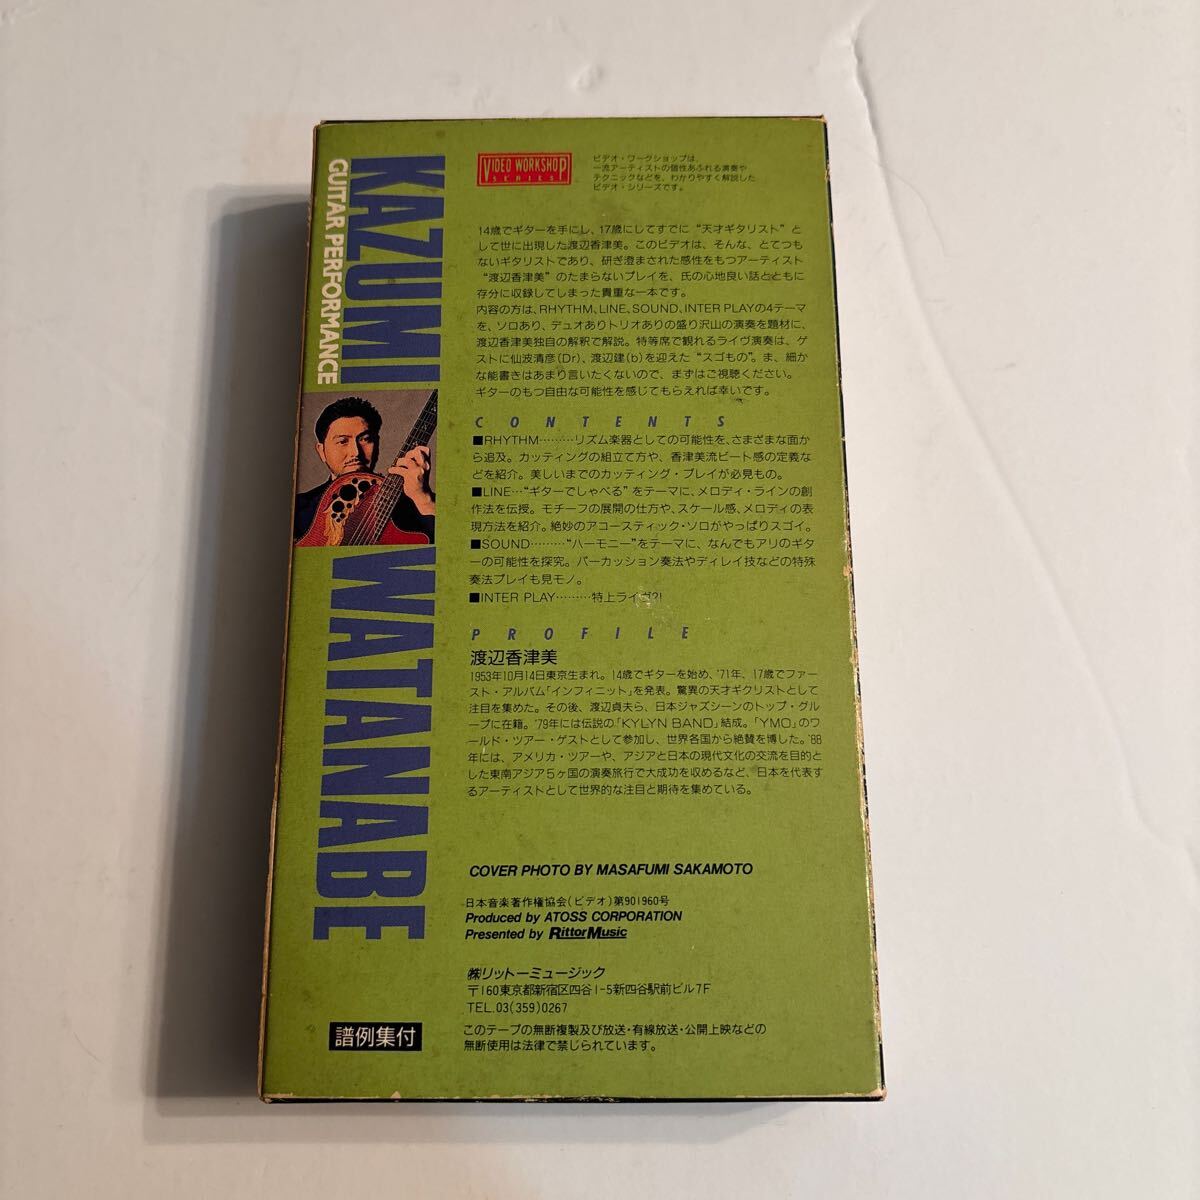 KAZUMI WATANABE
GUITAR PERFORMANCE
VIDEO WORKSHOP
SERIES
ビデオ・ワークショップは、
一流アーティストの個性あふれる演奏や
テクニックなどを、わかりやすく解説した
ビデオ・シリーズです。
14歳でギターを手にし、17歳にしてすでに“天才ギタリスト”と
して世に出現した渡辺香津美。このビデオは、そんな、とてつも
ないギタリストであり、研ぎ澄まされた感性をもつアーティスト
“渡辺香津美”のたまらないプレイを、氏の心地良い話とともに
存分に収録してしまった貴重な一本です。
内容の方は、RHYTHM、LINE、SOUND、INTER PLAYの4テーマ
を、ソロあり、デュオありトリオありの盛り沢山の演奏を題材に、
渡辺香津美独自の解釈で解説。特等席で観れるライヴ演奏は、ゲ
ストに仙波清彦(Dr)、渡辺建(b)を迎えた“スゴもの”。ま、細か
な能書きはあまり言いたくないので、まずはご視聴ください。
ギターのもつ自由な可能性を感じてもらえれば幸いです。
CONTENTS
■RHYTHM………リズム楽器としての可能性を、さまざまな面か
ら追及。カッティングの組立て方や、香津美流ビート感の定義な
どを紹介。美しいまでのカッティング・プレイが必見もの。
■LINE…“ギターでしゃべる”をテーマに、メロディ・ラインの創
作法を伝授。モチーフの展開の仕方や、スケール感、メロディの表
現方法を紹介。絶妙のアコースティック・ソロがやっぱりスゴイ。
■SOUND………“ハーモニー”をテーマに、なんでもアリのギタ
ーの可能性を探究。パーカッション奏法やディレイ技などの特殊
奏法プレイも見モノ。
■INTER PLAY………特上ライヴ?!
PROFILE
渡辺香津美
1953年10月14日東京生まれ。14歳でギターを始め、'71年、17歳でファー
スト・アルバム「インフィニット」を発表。驚異の天才ギタリストとして
注目を集めた。その後、渡辺貞夫ら、日本ジャズシーンのトップ・グル
ープに在籍。'79年には伝説の「KYLYN BAND」結成。「YMO」のワ
ールド・ツアー・ゲストとして参加し、世界各国から絶賛を博した。'88
年には、アメリカ・ツアーや、アジアと日本の現代文化の交流を目的と
した東南アジア5ヶ国の演奏旅行で大成功を収めるなど、日本を代表す
るアーティストとして世界的な注目と期待を集めている。
COVER PHOTO BY MASAFUMI SAKAMOTO
日本音楽著作権協会(ビデオ)第901960号
Produced by ATOSS CORPORATION
Presented by RittorMusic
㈱リットーミュージック
〒160東京都新宿区四谷1-5新四谷駅前ビル7F
TEL.03(359)0267
このテープの無断複製及び放送・有線放送・公開上映などの
無断使用は法律で禁じられています。
譜例集付